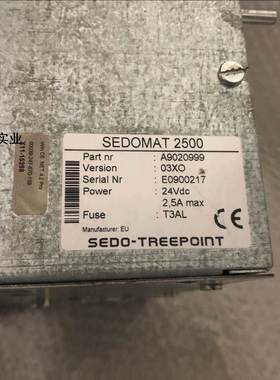 实业
SEDOMAT 2500
Part nr : A9020999
Version : 03XO
Serial Nr : E0900217
Power : 24Vdc
2,5A max
Fuse : T3AL
CE
Manufacturer: EU
SEDO-TREEPOINT